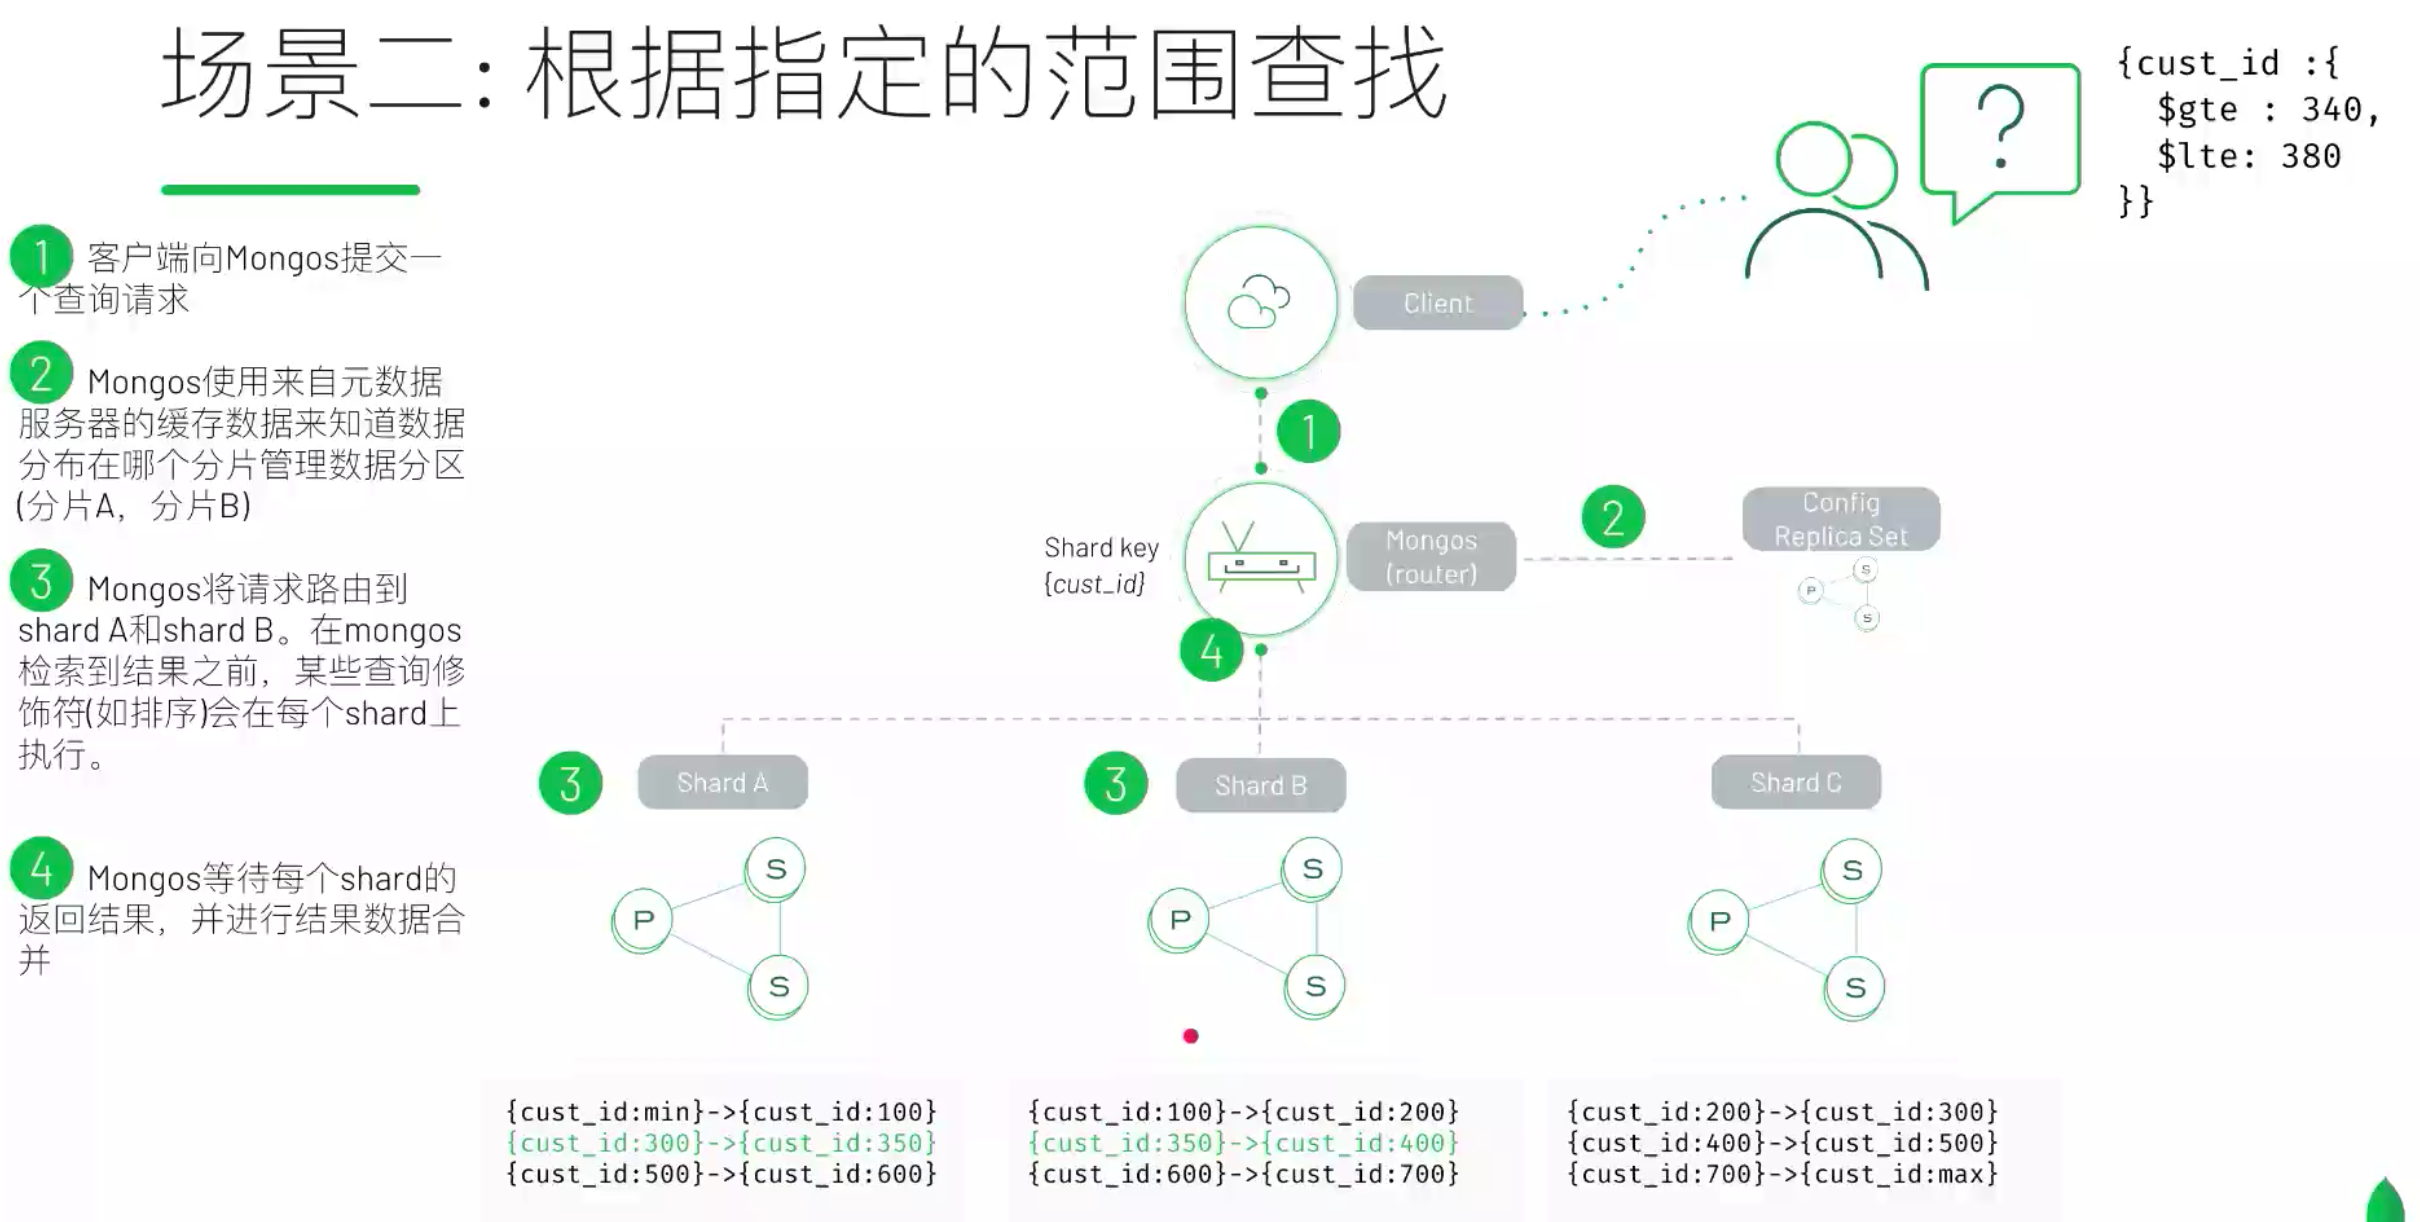 场景二: 根据指定的范围查找
{cust_id :{
$gte : 340,
$lte: 380
}}
?
1 客户端向Mongos提交一
个查询请求
2 Mongos使用来自元数据
服务器的缓存数据来知道数据
分布在哪个分片管理数据分区
(分片A，分片B)
3 Mongos将请求路由到
shard A和shard B。在mongos
检索到结果之前，某些查询修
饰符(如排序)会在每个shard上
执行。
4 Mongos等待每个shard的
返回结果，并进行结果数据合
并
Client
1
Shard key
{cust_id}
Mongos
(router)
2
Config
Replica Set
P
S
S
4
3
Shard A
3
Shard B
Shard C
P
S
S
P
S
S
P
S
S
{cust_id:min}->{cust_id:100}
{cust_id:300}->{cust_id:350}
{cust_id:500}->{cust_id:600}
{cust_id:100}->{cust_id:200}
{cust_id:350}->{cust_id:400}
{cust_id:600}->{cust_id:700}
{cust_id:200}->{cust_id:300}
{cust_id:400}->{cust_id:500}
{cust_id:700}->{cust_id:max}